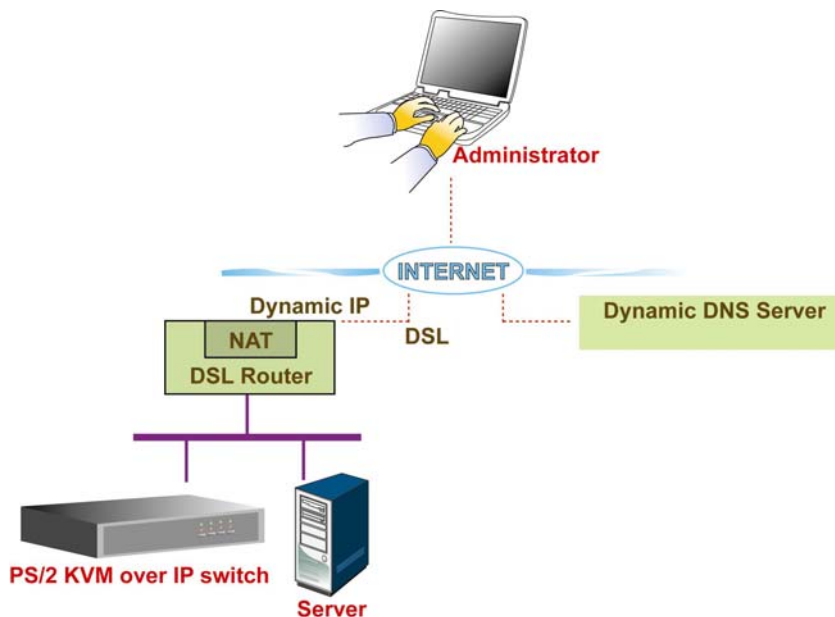 Administrator
INTERNET
Dynamic IP
DSL
Dynamic DNS Server
NAT
DSL Router
PS/2 KVM over IP switch
Server